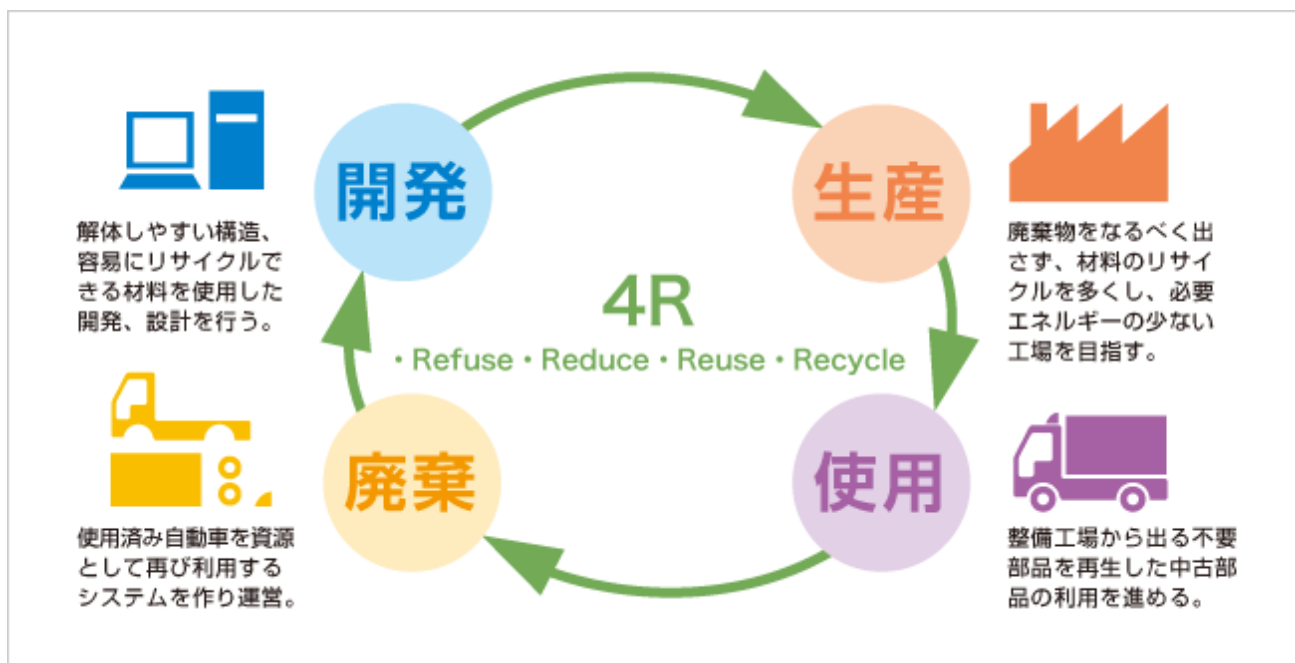 開発
解体しやすい構造、
容易にリサイクルで
きる材料を使用した
開発、設計を行う。
生産
廃棄物をなるべく出
さず、材料のリサイ
クルを多くし、必要
エネルギーの少ない
工場を目指す。
4R
・Refuse・Reduce・Reuse・Recycle
使用
整備工場から出る不要
部品を再生した中古部
品の利用を進める。
廃棄
使用済み自動車を資源
として再び利用する
システムを作り運営。